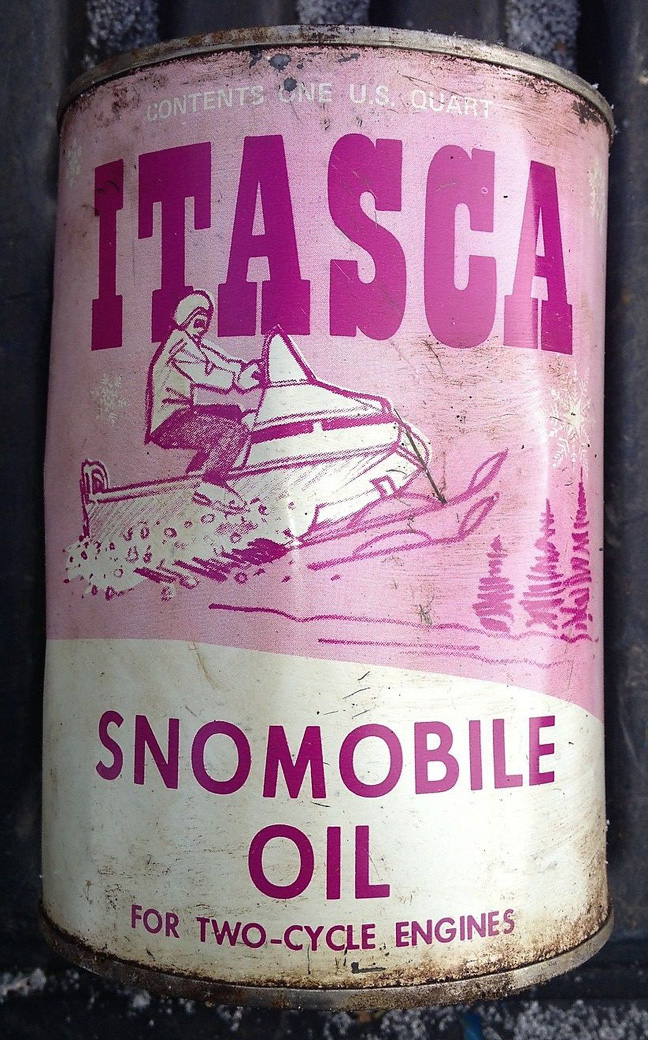 CONTENTS ONE U.S. QUART
ITASCA
SNOMOBILE
OIL
FOR TWO-CYCLE ENGINES